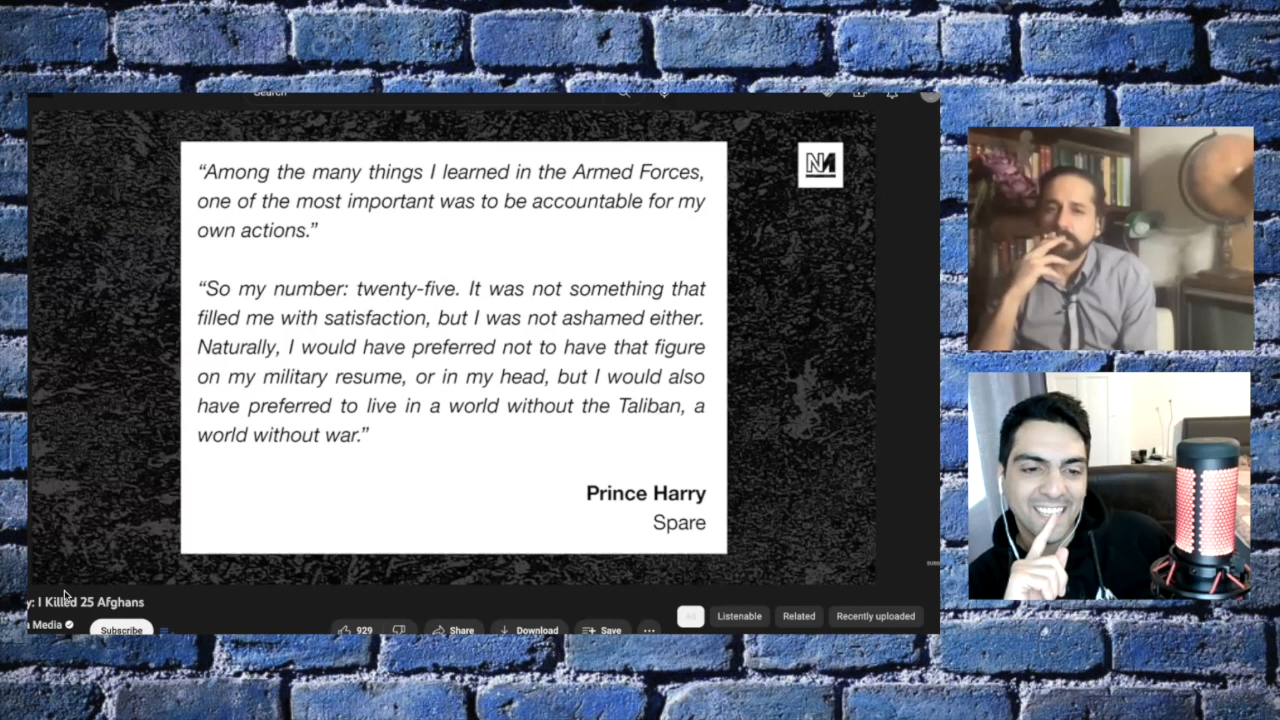 Search
“Among the many things I learned in the Armed Forces,
one of the most important was to be accountable for my
own actions.”
“So my number: twenty-five. It was not something that
filled me with satisfaction, but I was not ashamed either.
Naturally, I would have preferred not to have that figure
on my military resume, or in my head, but I would also
have preferred to live in a world without the Taliban, a
world without war.”
Prince Harry
Spare
y: I Killed 25 Afghans
Media
Subscribe
929
Share
Download
Save
Listenable
Related
Recently uploaded